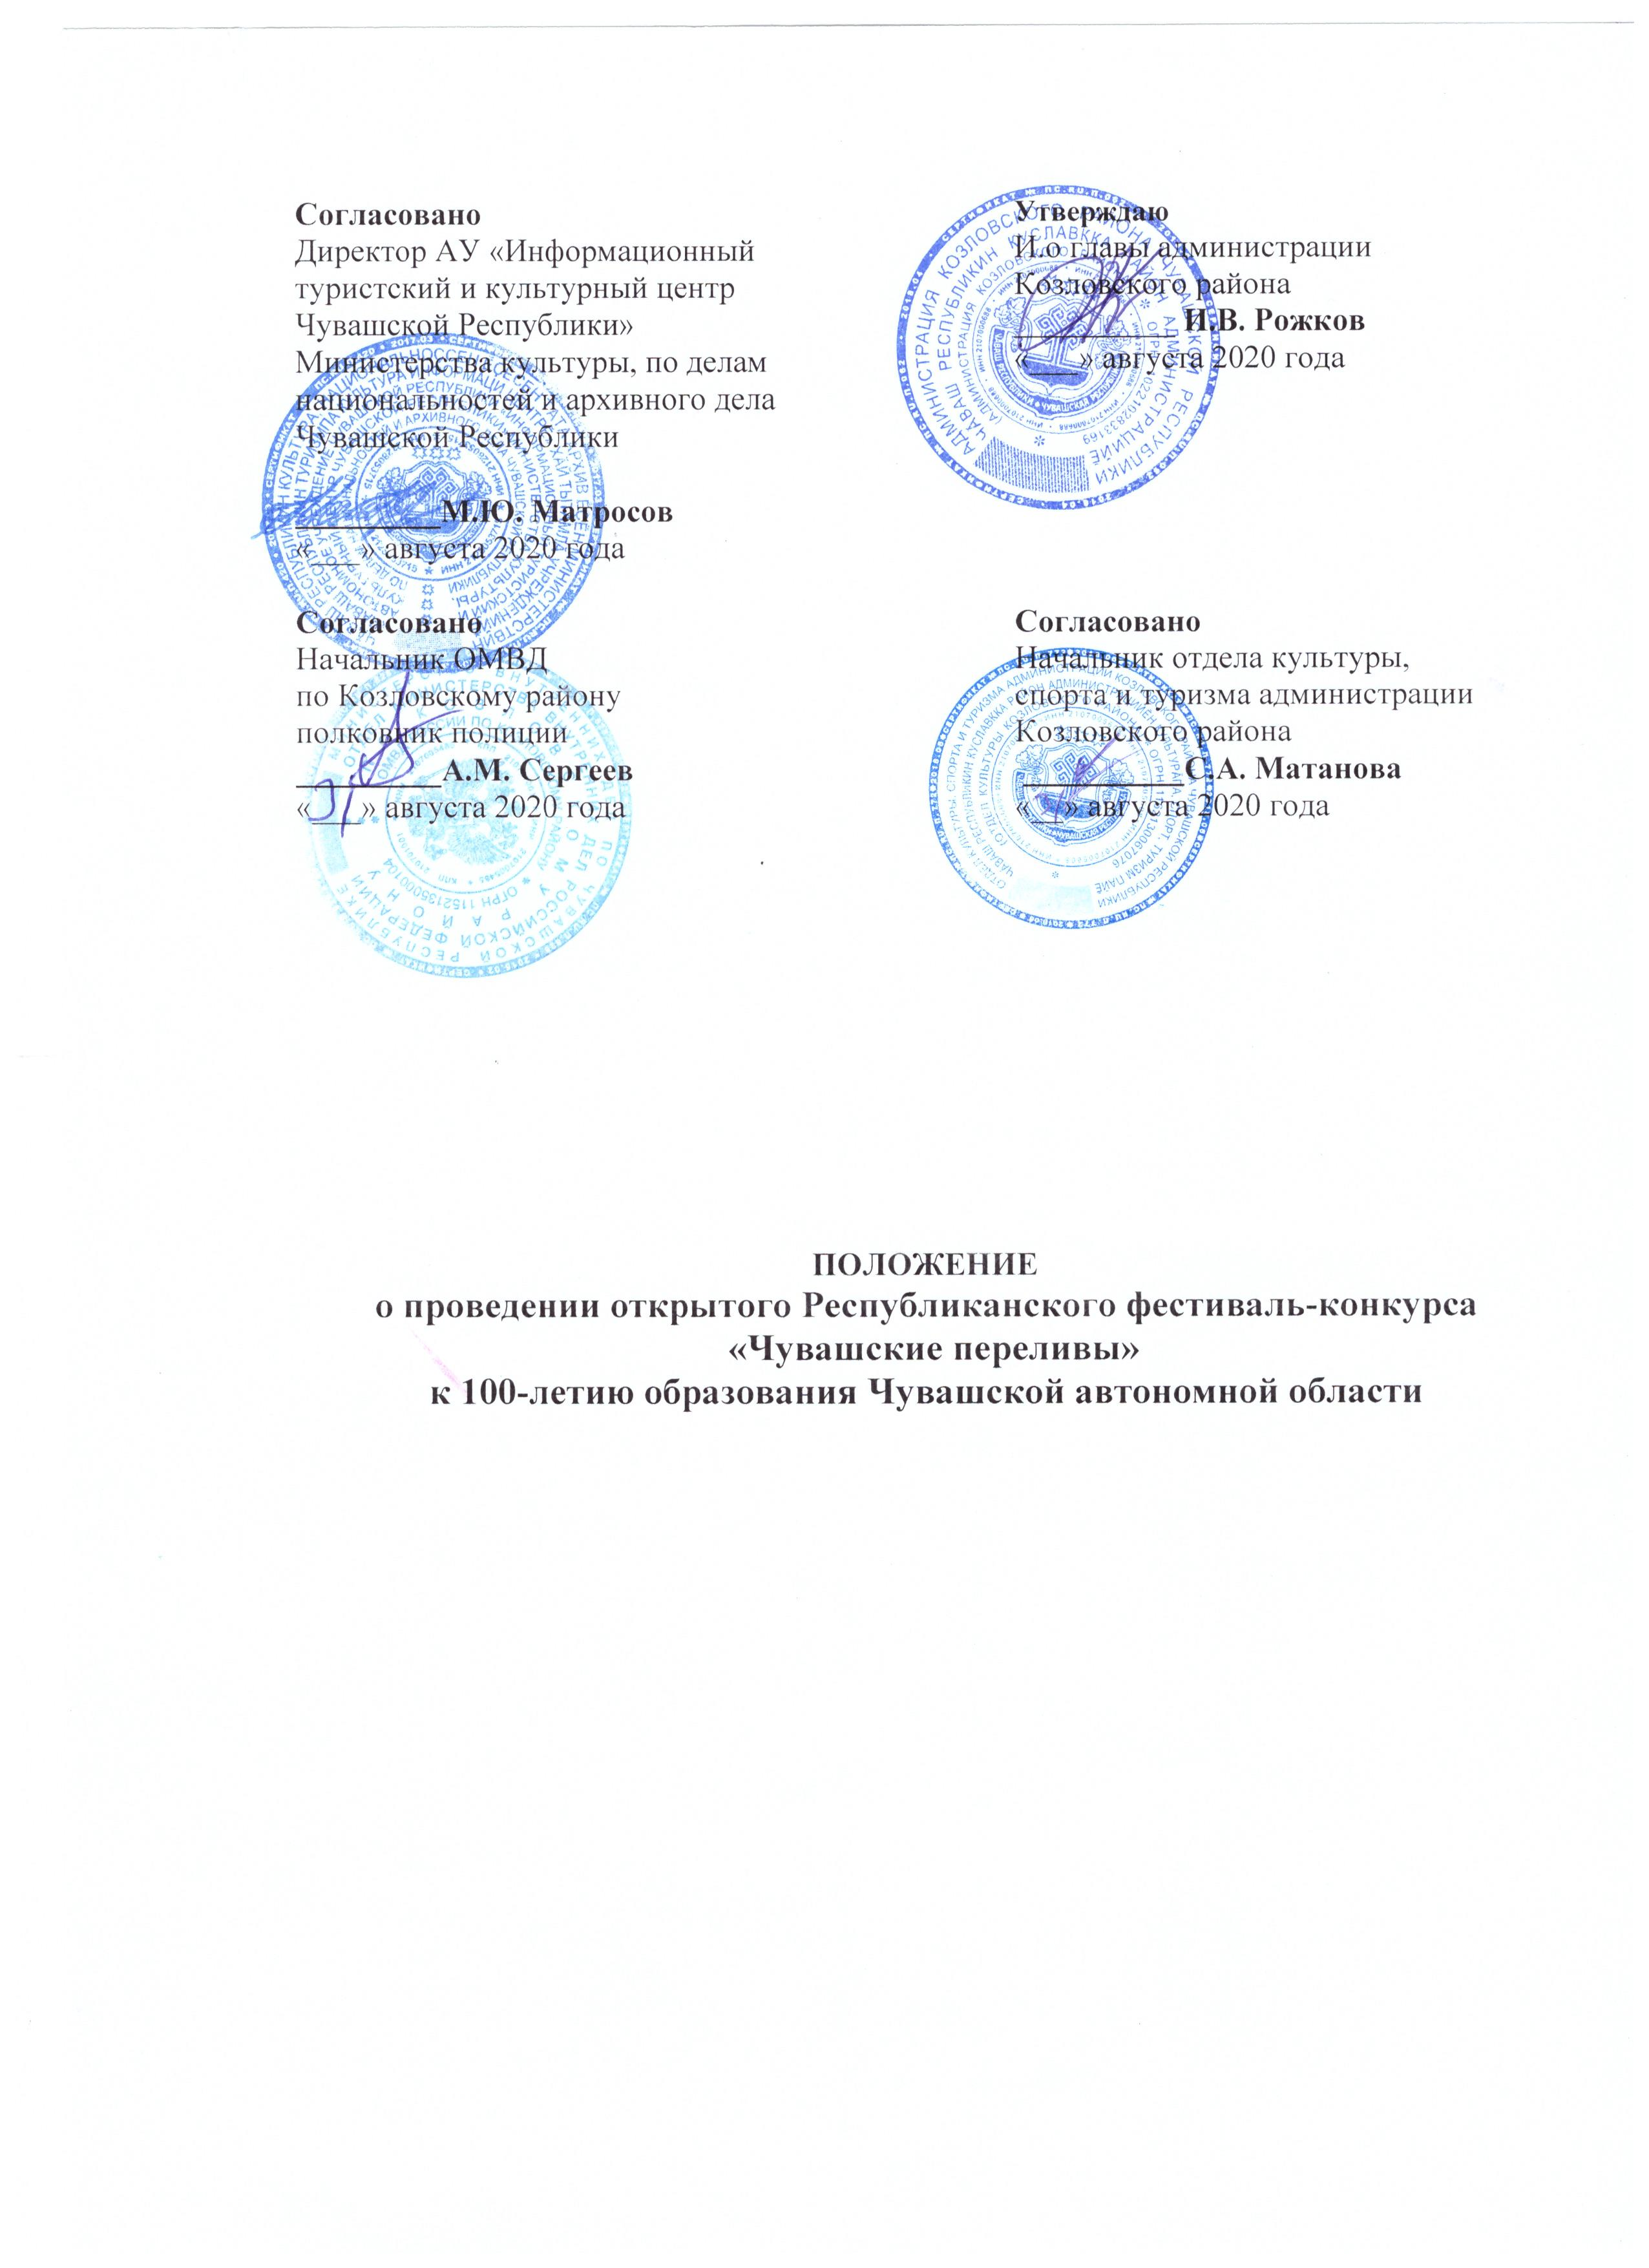 Согласовано
Директор АУ «Информационный
туристский и культурный центр
Чувашской Республики»
Министерства культуры, по делам
национальностей и архивного дела
Чувашской Республики
_________М.Ю. Матросов
«___» августа 2020 года
Утверждаю
И.о главы администрации
Козловского района
__________И.В. Рожков
«___» августа 2020 года
Согласовано
Начальник ОМВД
по Козловскому району
полковник полиции
_________А.М. Сергеев
«___» августа 2020 года
Согласовано
Начальник отдела культуры,
спорта и туризма администрации
Козловского района
__________С.А. Матанова
«___» августа 2020 года
ПОЛОЖЕНИЕ
о проведении открытого Республиканского фестиваль-конкурса
«Чувашские переливы»
к 100-летию образования Чувашской автономной области